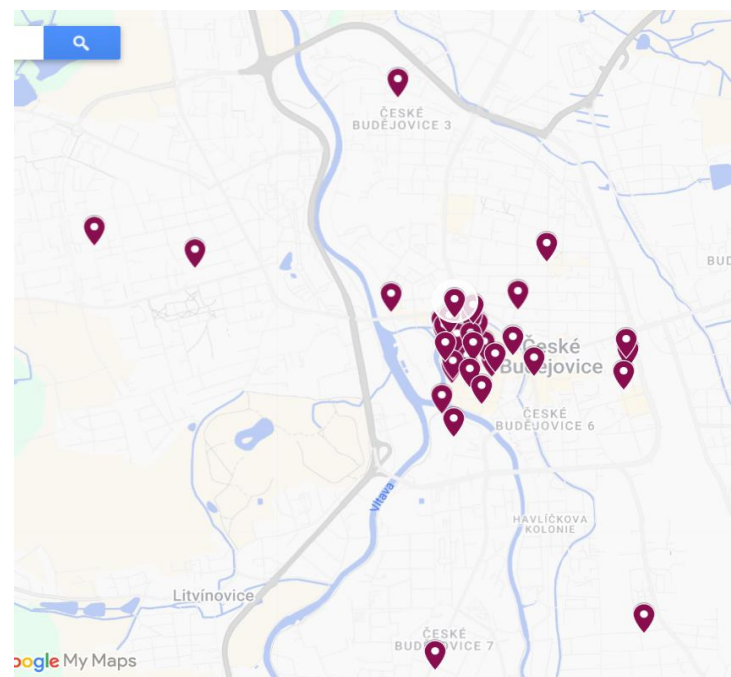 ČESKÉ
BUDĚJOVICE 3
BUD
České
Budějovice
ČESKÉ
BUDĚJOVICE 6
Vltava
HAVLÍČKOVA
KOLONIE
Litvínovice
ČESKÉ
BUDĚJOVICE 7
oogle My Maps